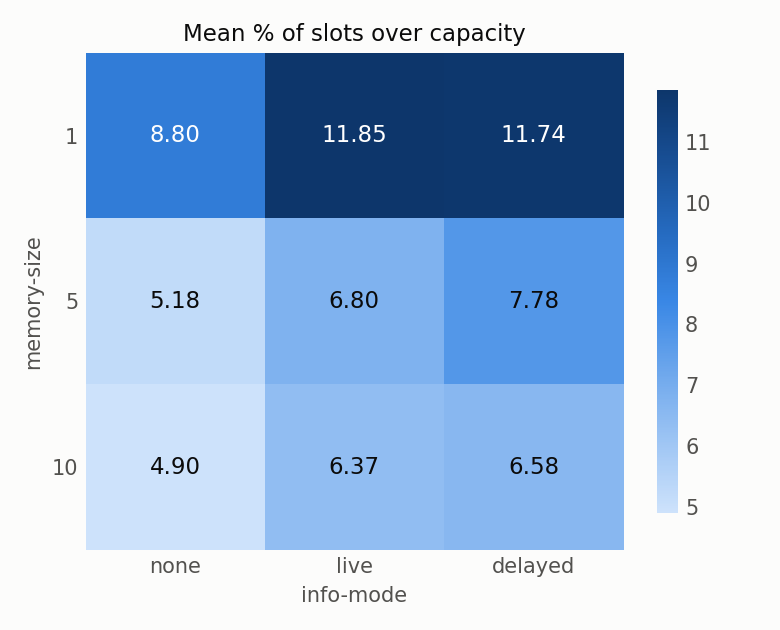 Mean % of slots over capacity
memory-size
1 8.80 11.85 11.74
5 5.18 6.80 7.78
10 4.90 6.37 6.58
none live delayed
info-mode
11
10
9
8
7
6
5